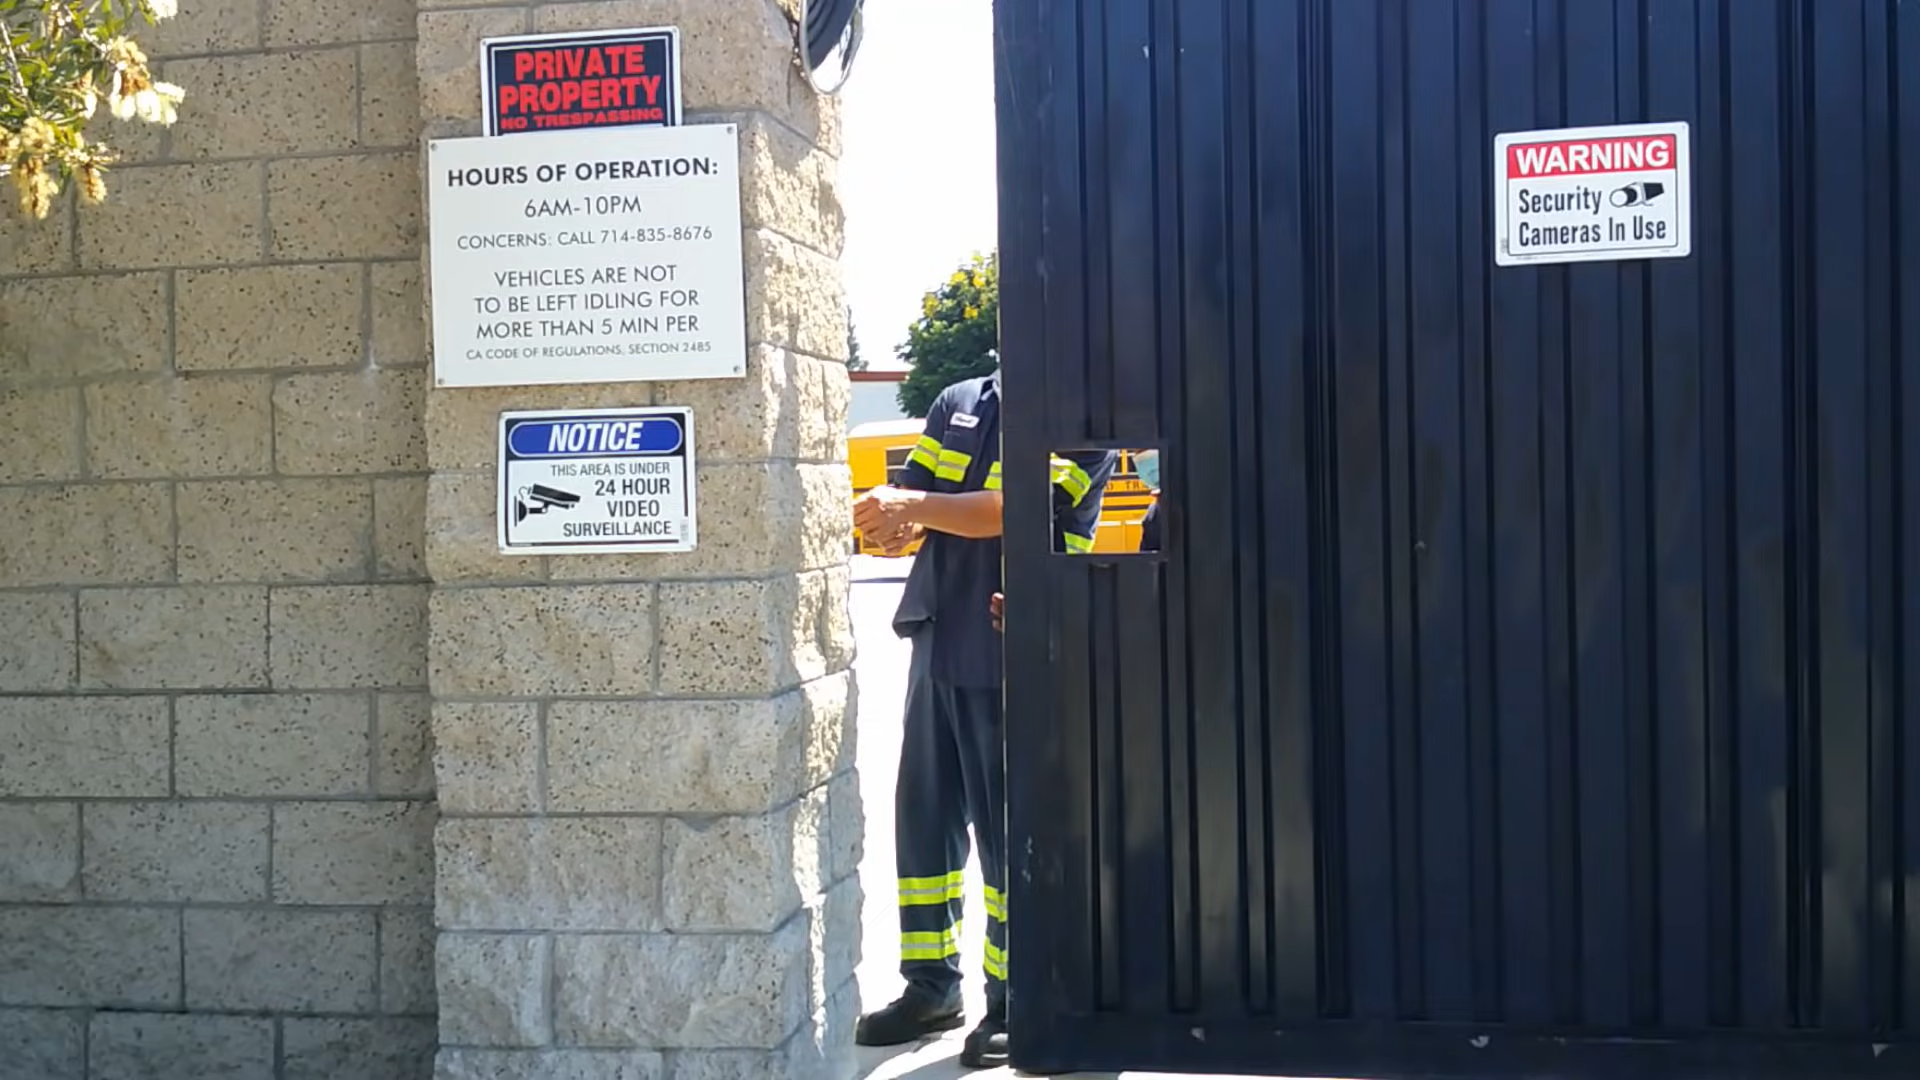 PRIVATE
PROPERTY
NO TRESPASSING
HOURS OF OPERATION:
6AM-10PM
CONCERNS: CALL 714-835-8676
VEHICLES ARE NOT
TO BE LEFT IDLING FOR
MORE THAN 5 MIN PER
CA CODE OF REGULATIONS, SECTION 2485
NOTICE
THIS AREA IS UNDER
24 HOUR
VIDEO
SURVEILLANCE
WARNING
Security
Cameras In Use